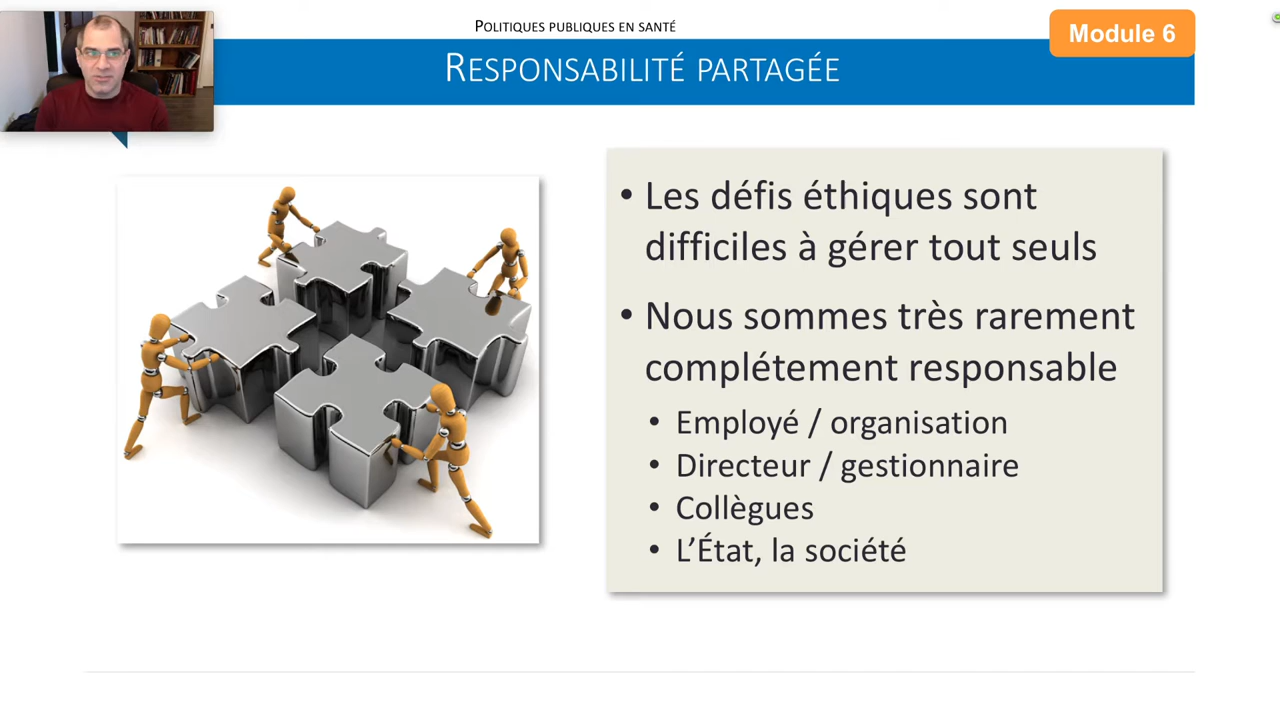 Politiques publiques en santé
Module 6
Responsabilité partagée
• Les défis éthiques sont
difficiles à gérer tout seuls
• Nous sommes très rarement
complétement responsable
• Employé / organisation
• Directeur / gestionnaire
• Collègues
• L’État, la société